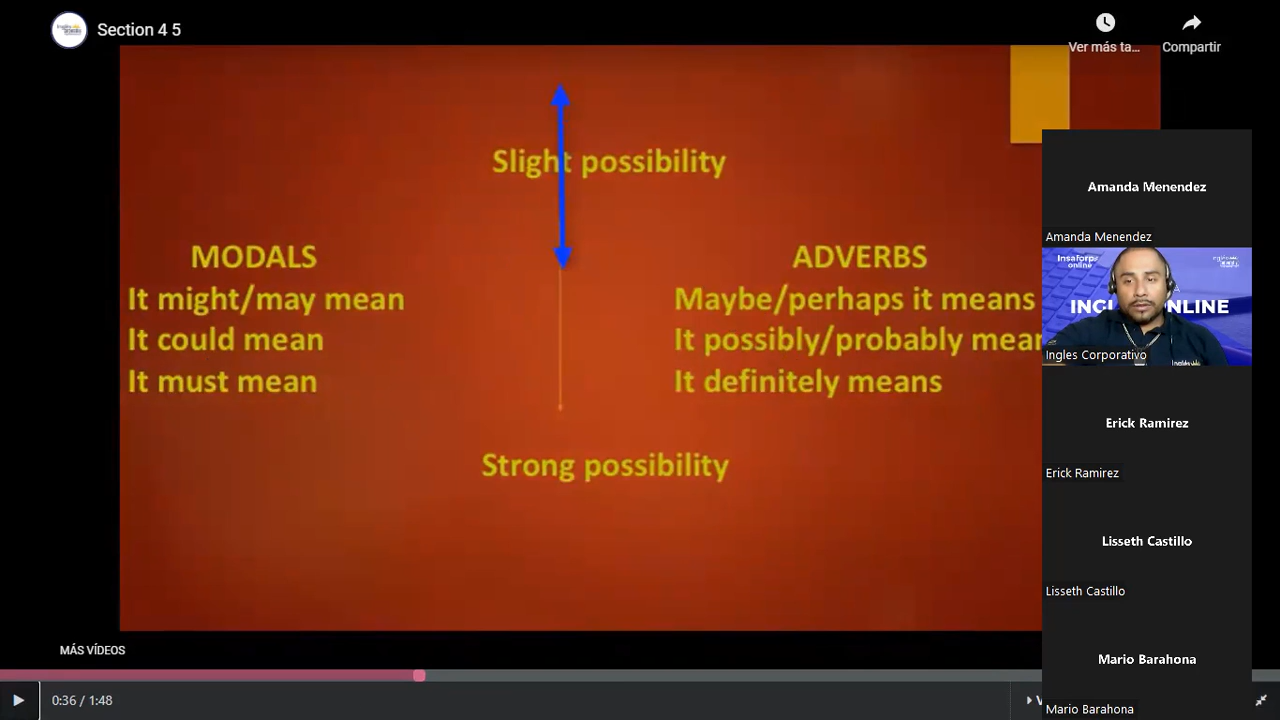 Section 4 5
Ver más ta...
Compartir
Slight possibility
MODALS
It might/may mean
It could mean
It must mean
ADVERBS
Maybe/perhaps it means
It possibly/probably mean
It definitely means
Strong possibility
Amanda Menendez
Amanda Menendez
Insaforp
online
Ingles Corporativo
Erick Ramirez
Erick Ramirez
Lisseth Castillo
Lisseth Castillo
Mario Barahona
Mario Barahona
MÁS VÍDEOS
0:36 / 1:48